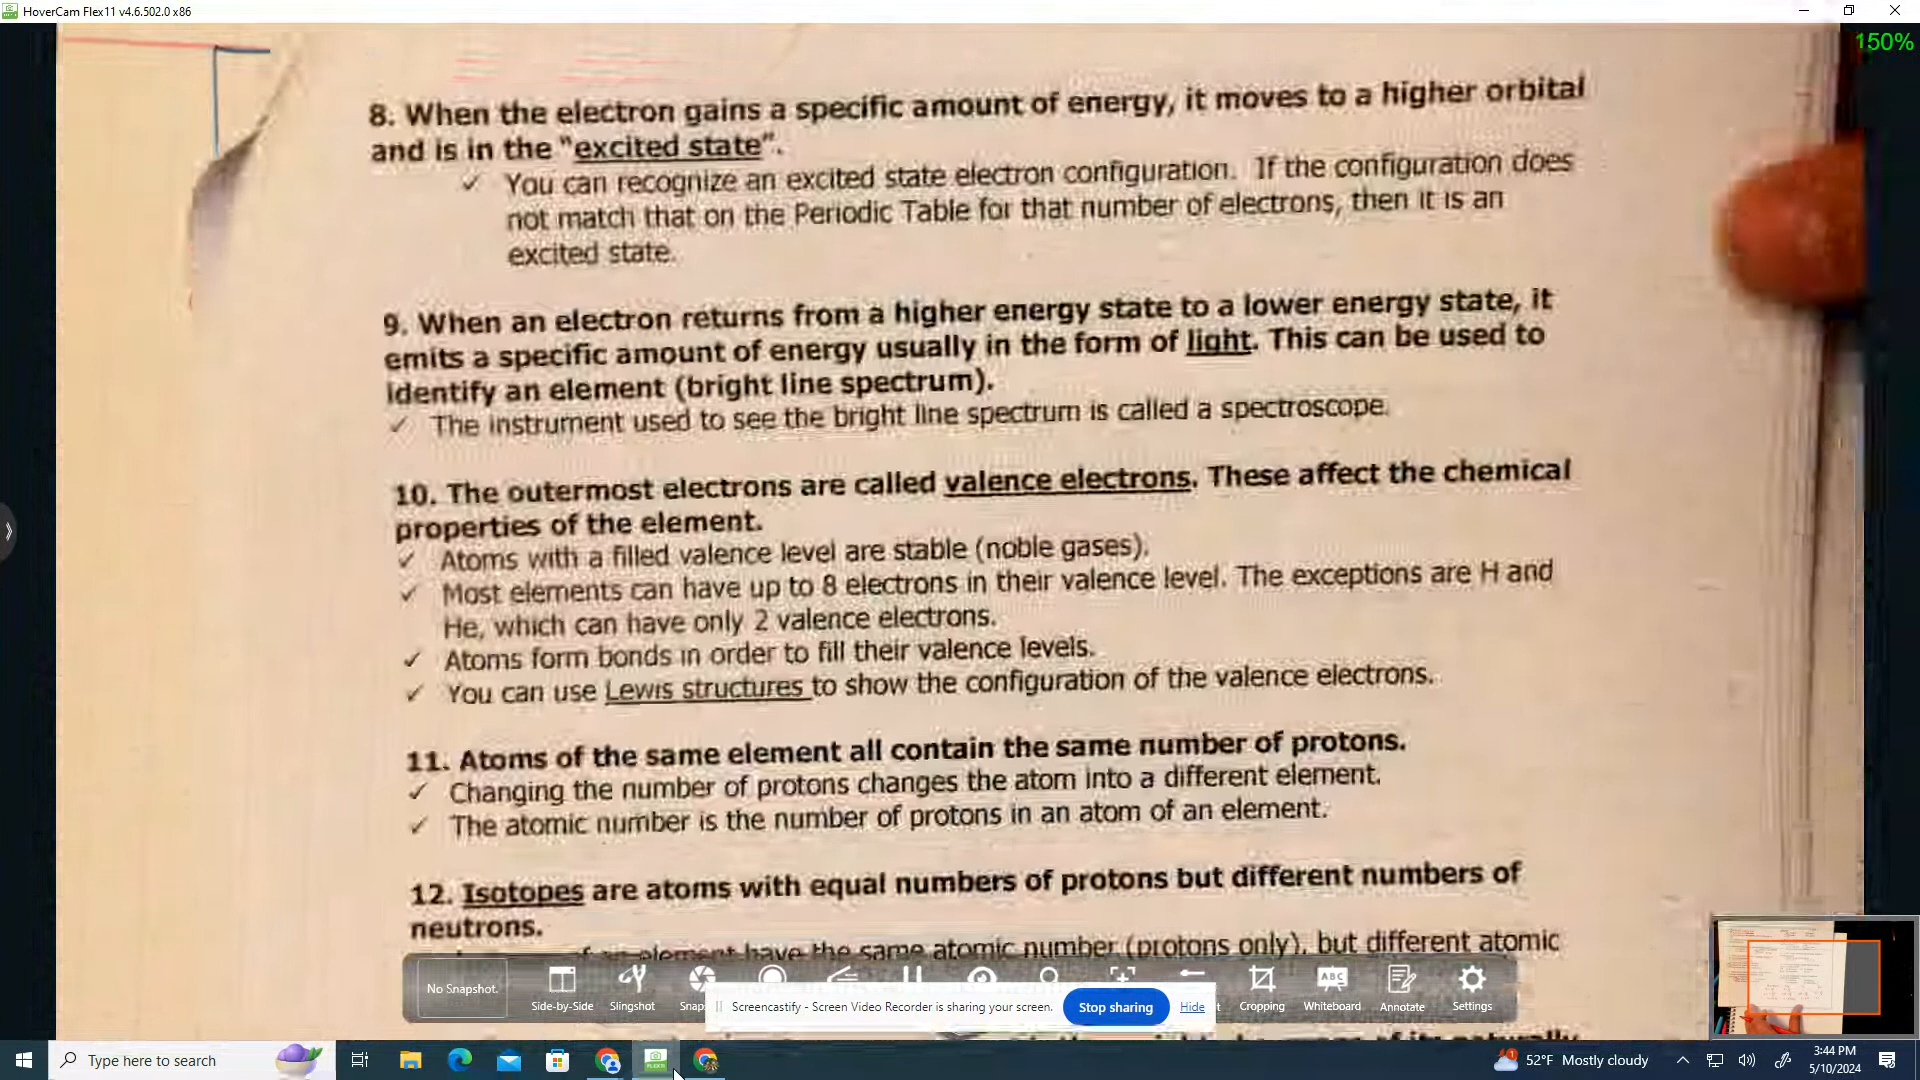 HoverCam Flex11 v4.6.502.0 x86
150%
8. When the electron gains a specific amount of energy, it moves to a higher orbital
and is in the "excited state".
✓ You can recognize an excited state electron configuration. If the configuration does
not match that on the Periodic Table for that number of electrons, then it is an
excited state.
9. When an electron returns from a higher energy state to a lower energy state, it
emits a specific amount of energy usually in the form of light. This can be used to
identify an element (bright line spectrum).
✓ The instrument used to see the bright line spectrum is called a spectroscope.
10. The outermost electrons are called valence electrons. These affect the chemical
properties of the element.
✓ Atoms with a filled valence level are stable (noble gases).
✓ Most elements can have up to 8 electrons in their valence level. The exceptions are H and
He, which can have only 2 valence electrons.
✓ Atoms form bonds in order to fill their valence levels.
✓ You can use Lewis structures to show the configuration of the valence electrons.
11. Atoms of the same element all contain the same number of protons.
✓ Changing the number of protons changes the atom into a different element.
✓ The atomic number is the number of protons in an atom of an element.
12. Isotopes are atoms with equal numbers of protons but different numbers of
neutrons.
element have the same atomic number (protons only), but different atomic
No Snapshot.
Side-by-Side
Slingshot
Snap
Cropping
ABC
Whiteboard
Annotate
Settings
Screencastify - Screen Video Recorder is sharing your screen.
Stop sharing
Hide
Type here to search
52°F Mostly cloudy
3:44 PM
5/10/2024